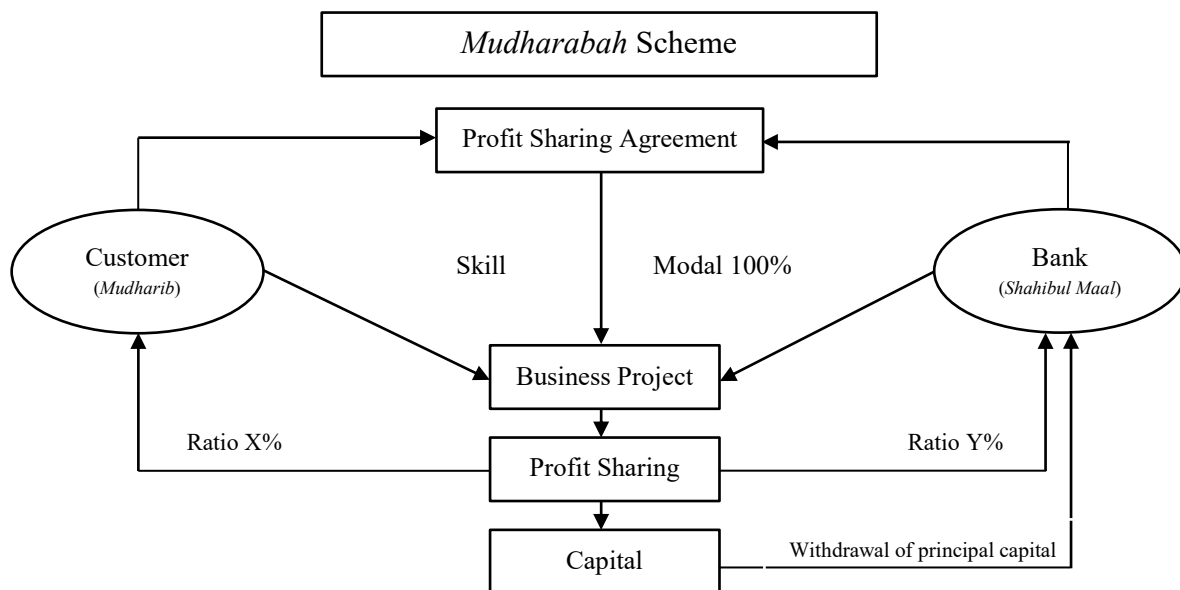 Mudharabah Scheme
Profit Sharing Agreement
Customer
(Mudharib)
Skill
Modal 100%
Bank
(Shahibul Maal)
Business Project
Ratio X%
Ratio Y%
Profit Sharing
Capital
Withdrawal of principal capital